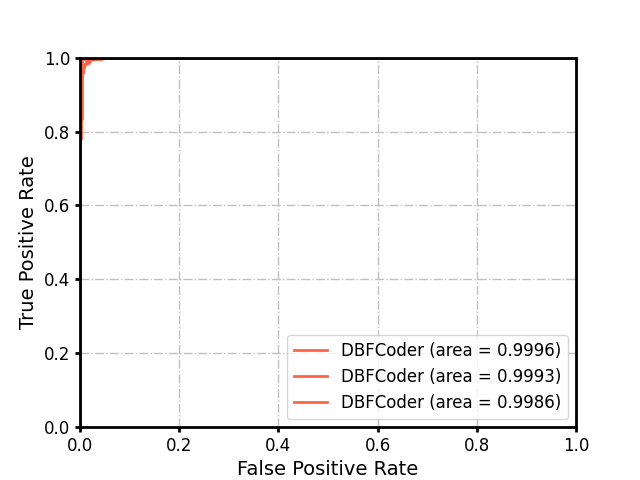 1.0
0.8
0.6
0.4
0.2
0.0
True Positive Rate
DBFCoder (area = 0.9996)
DBFCoder (area = 0.9993)
DBFCoder (area = 0.9986)
0.0 0.2 0.4 0.6 0.8 1.0
False Positive Rate